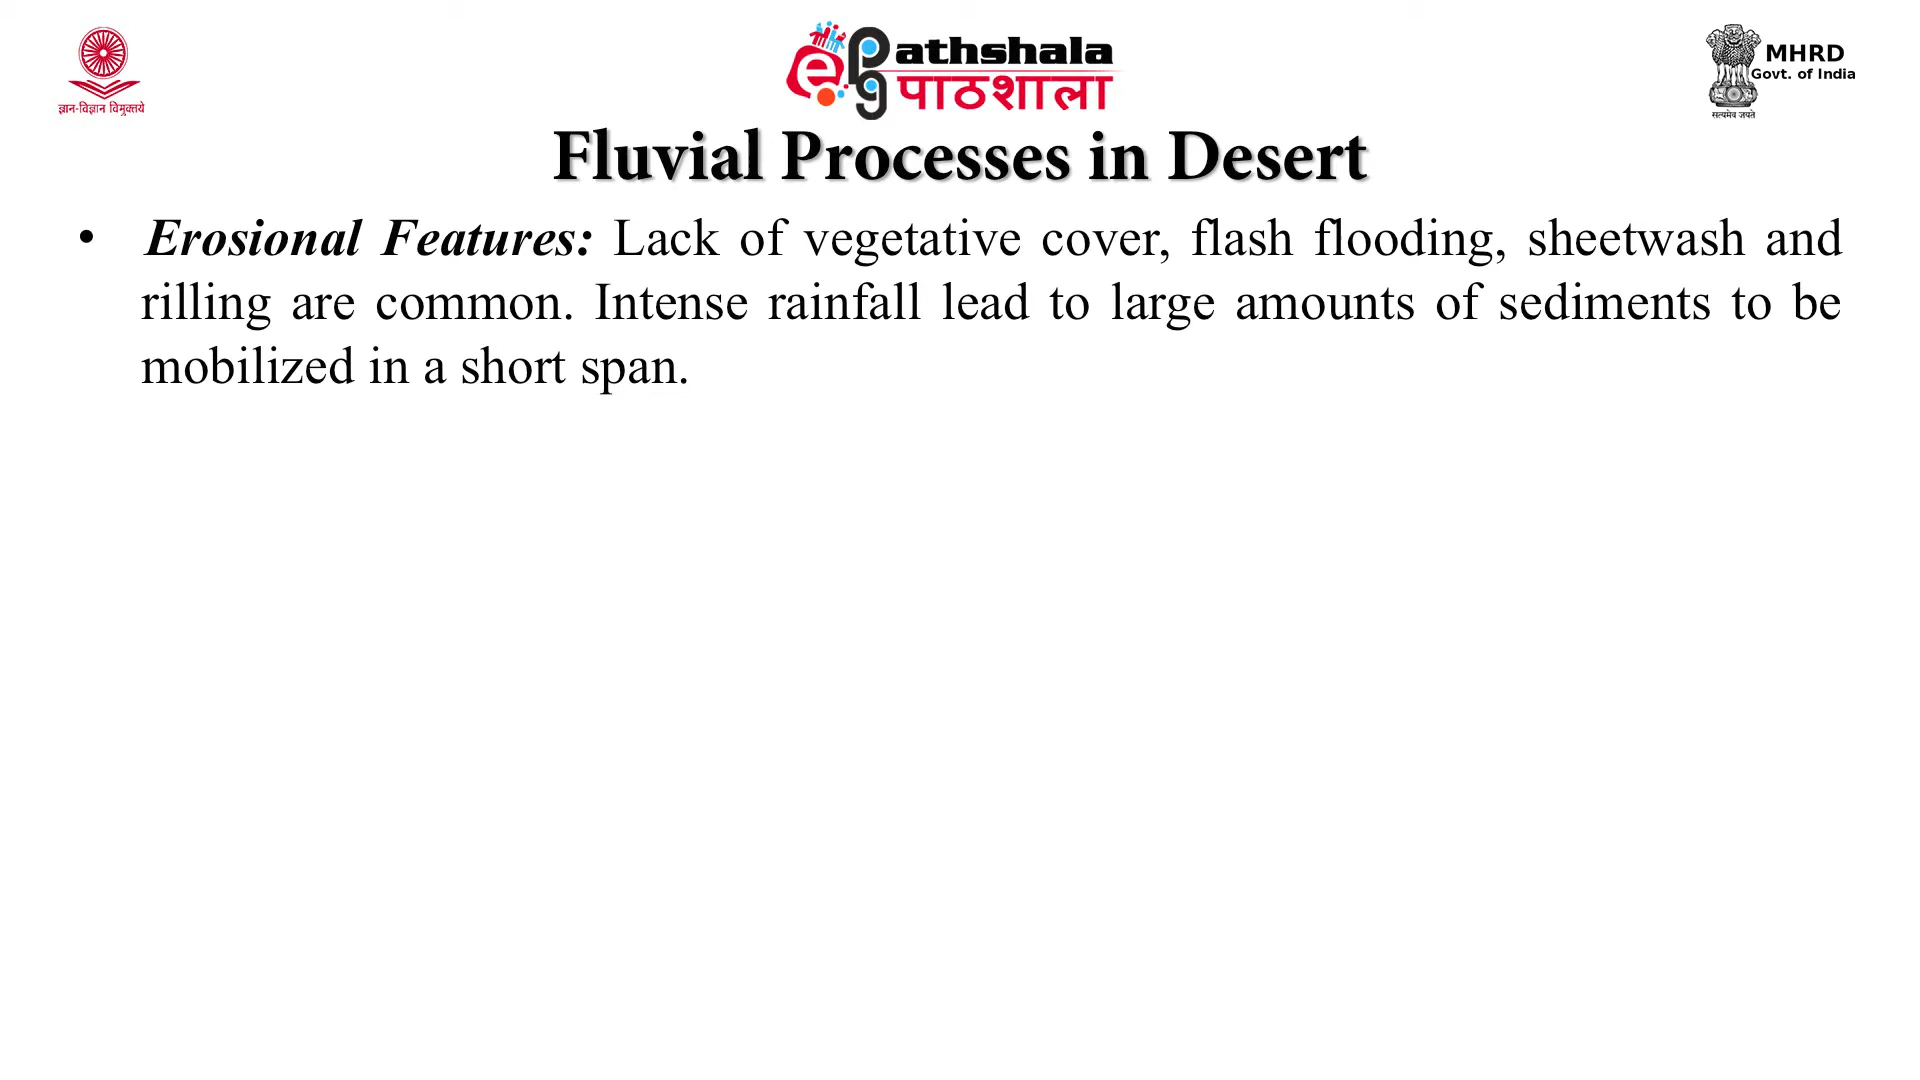 ज्ञान-विज्ञान विमुक्तये
ePGathshala
पाठशाला
MHRD
Govt. of India
सत्यमेव जयते
Fluvial Processes in Desert
• Erosional Features: Lack of vegetative cover, flash flooding, sheetwash and
rilling are common. Intense rainfall lead to large amounts of sediments to be
mobilized in a short span.